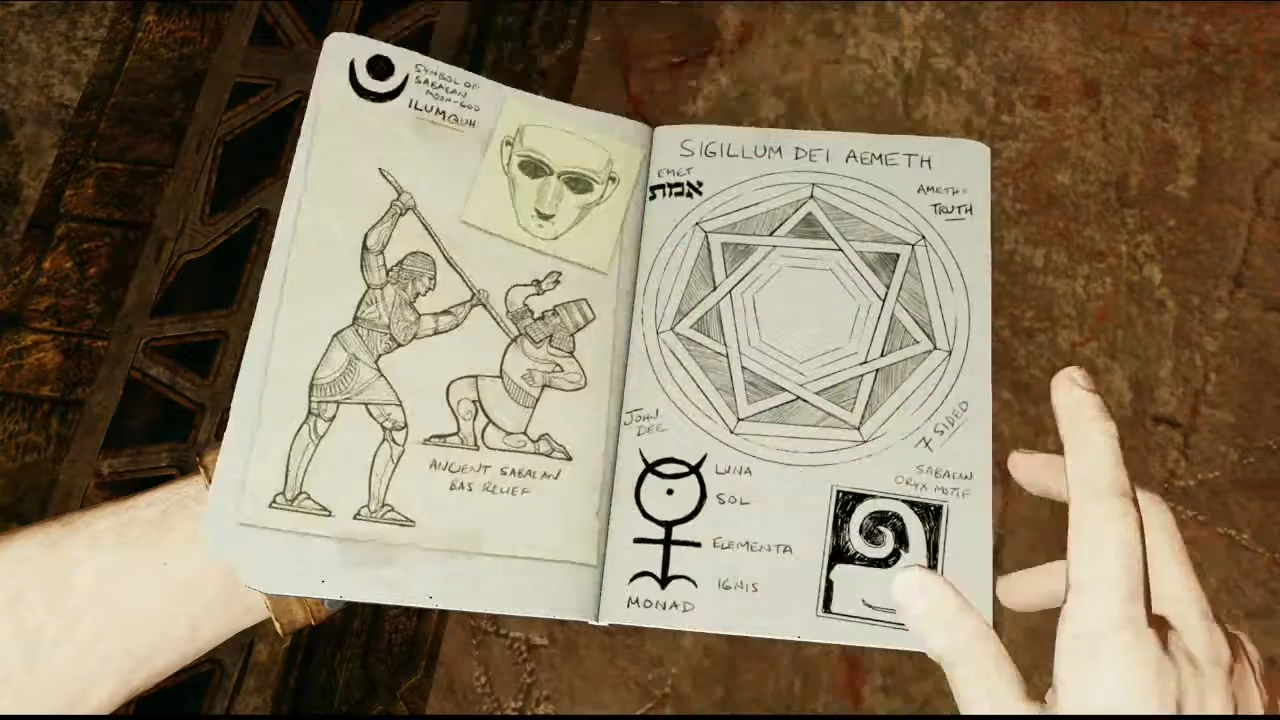 SYMBOL OF
SABAEAN
MOON-GOD
ILUMQUH
ANCIENT SABAEAN
BAS RELIEF
SIGILLUM DEI AEMETH
EMET
אמת
AMETH=
TRUTH
7 SIDED
JOHN
DEE
LUNA
SOL
ELEMENTA
IGNIS
MONAD
SABAEAN
ORYX MOTIF